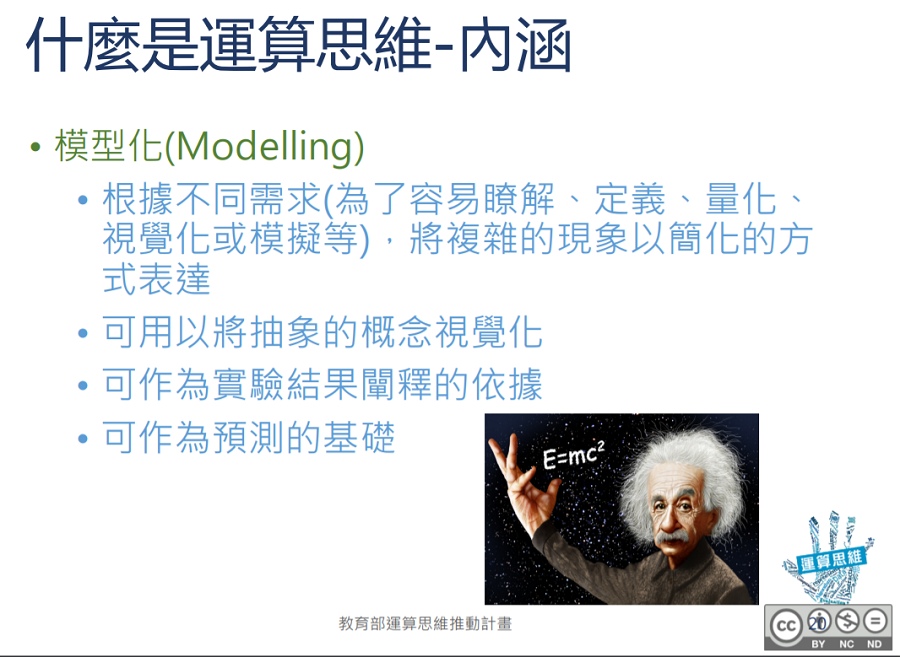 什麼是運算思維-內涵
• 模型化(Modelling)
• 根據不同需求(為了容易瞭解、定義、量化、
視覺化或模擬等)，將複雜的現象以簡化的方
式表達
• 可用以將抽象的概念視覺化
• 可作為實驗結果闡釋的依據
• 可作為預測的基礎
E=mc²
運算思維
教育部運算思維推動計畫
20
cc
BY NC ND